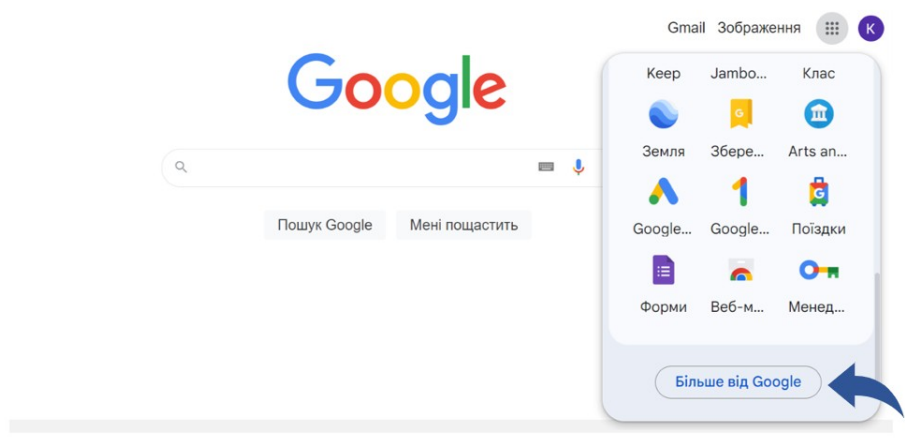 Gmail Зображення K
Google
Keep Jambo... Клас
Земля Збере... Arts an...
Google... Google... Поїздки
Пошук Google Мені пощастить
Форми Веб-м... Менед...
Більше від Google